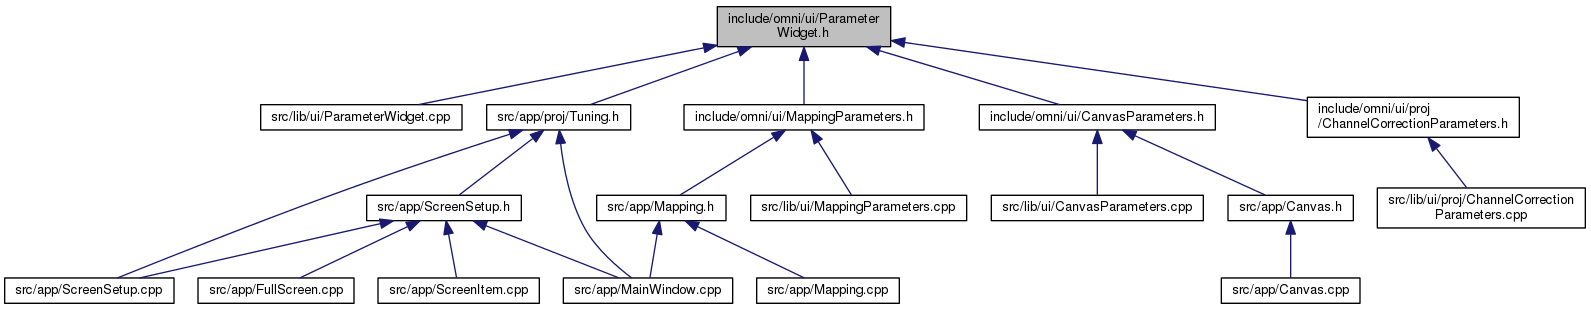 include/omni/ui/Parameter
Widget.h
src/lib/ui/ParameterWidget.cpp
src/app/proj/Tuning.h
include/omni/ui/MappingParameters.h
include/omni/ui/CanvasParameters.h
include/omni/ui/proj
/ChannelCorrectionParameters.h
src/app/ScreenSetup.h
src/app/Mapping.h
src/lib/ui/MappingParameters.cpp
src/lib/ui/CanvasParameters.cpp
src/app/Canvas.h
src/lib/ui/proj/ChannelCorrection
Parameters.cpp
src/app/ScreenSetup.cpp
src/app/FullScreen.cpp
src/app/ScreenItem.cpp
src/app/MainWindow.cpp
src/app/Mapping.cpp
src/app/Canvas.cpp